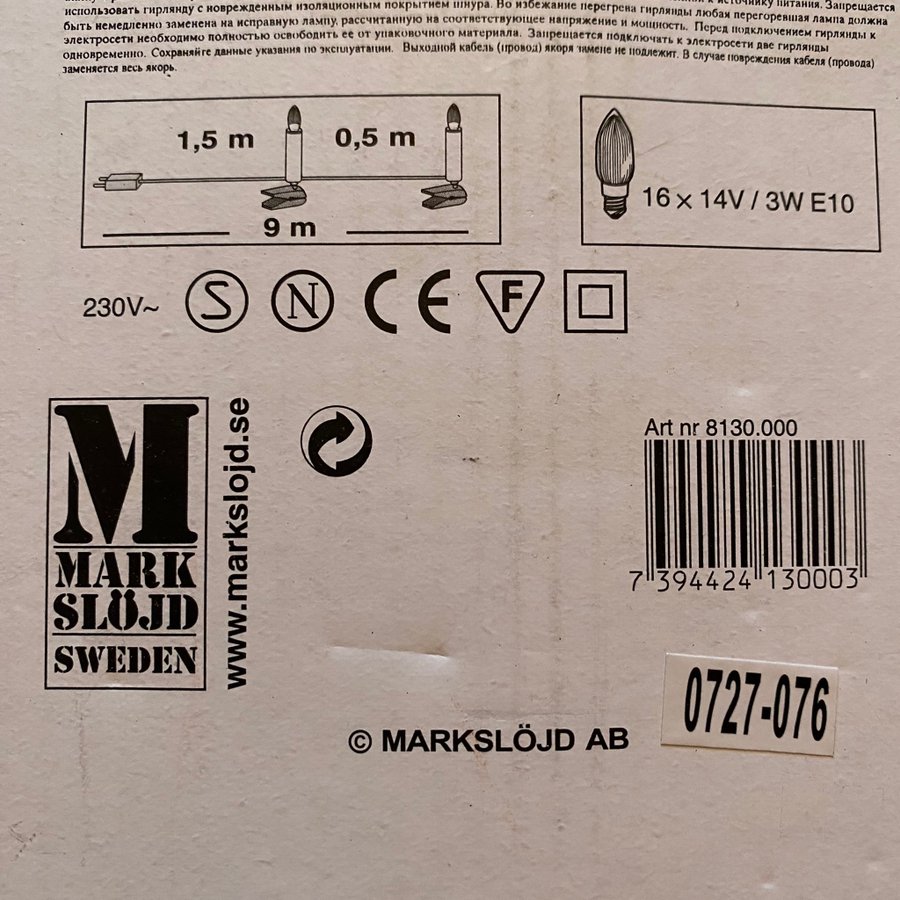 использовать гирлянду с поврежденным изоляционным покрытием шнура. Во избежание перегрева гирлянды любая перегоревшая лампа должна
быть немедленно заменена на исправную лампу, рассчитанную на соответствующее напряжение и мощность. Перед подключением гирлянды к
электросети необходимо полностью освободить ее от упаковочного материала. Запрещается подключать к электросети две гирлянды
одновременно. Сохраняйте данные указания по эксплуатации. Выходной кабель (провод) якоря замене не подлежит. В случае повреждения кабеля (провода)
заменяется весь якорь.
1,5 m 0,5 m
9 m
16 x 14V / 3W E10
230V~ S N CE F
M
MARK
SLÖJD
SWEDEN
www.markslojd.se
Art nr 8130.000
7 394424 130003
0727-076
© MARKSLÖJD AB